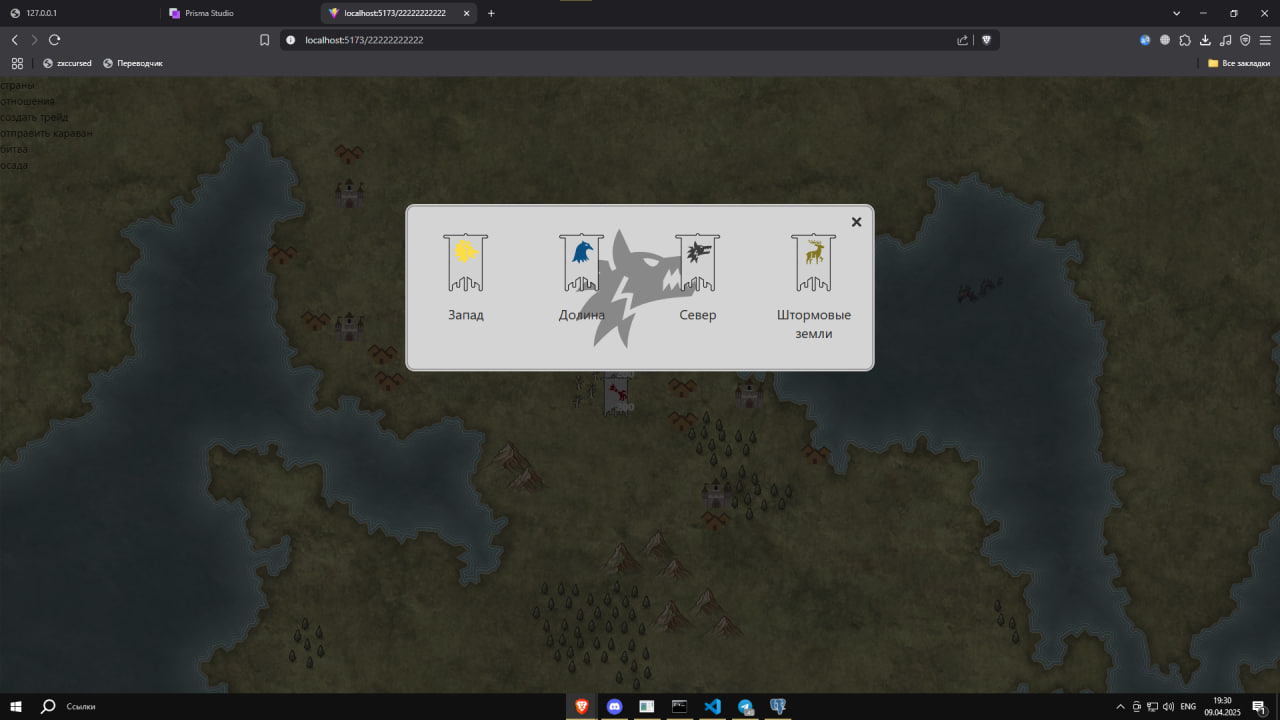 127.0.0.1
Prisma Studio
localhost:5173/22222222222
localhost:5173/22222222222
zxccursed
Переводчик
Все закладки
страны
отношения
создать трейд
отправить караван
битва
осада
Запад
Долина
Север
Штормовые
земли
Ссылки
ENG
19:30
09.04.2025